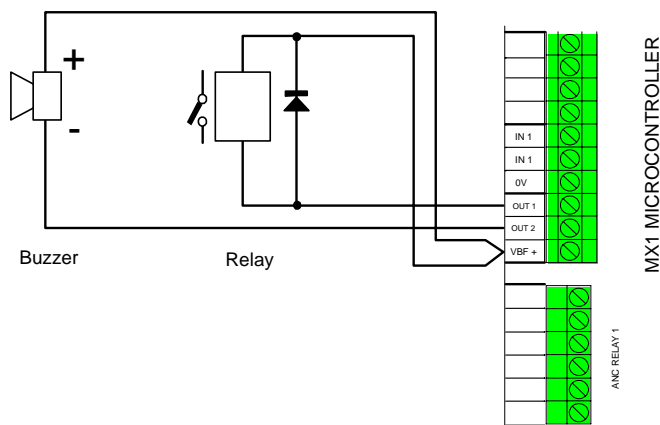 +
-
Buzzer
Relay
IN 1
IN 1
0V
OUT 1
OUT 2
VBF +
MX1 MICROCONTROLLER
ANC RELAY 1